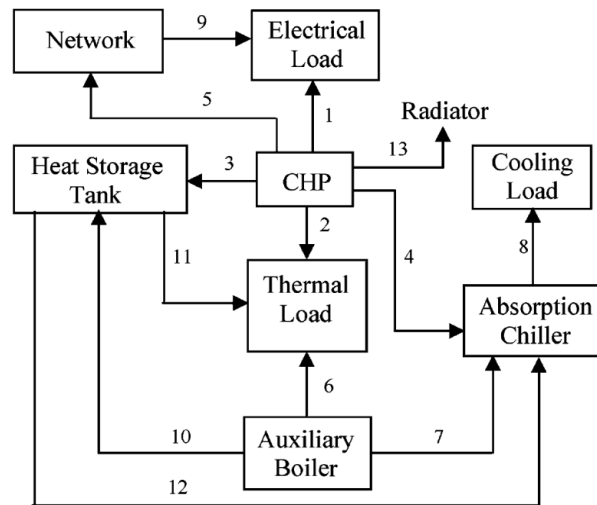 Network
9
Electrical
Load
5
1
Radiator
13
Heat Storage
Tank
3
CHP
Cooling
Load
2
11
4
8
Thermal
Load
Absorption
Chiller
6
10
Auxiliary
Boiler
7
12